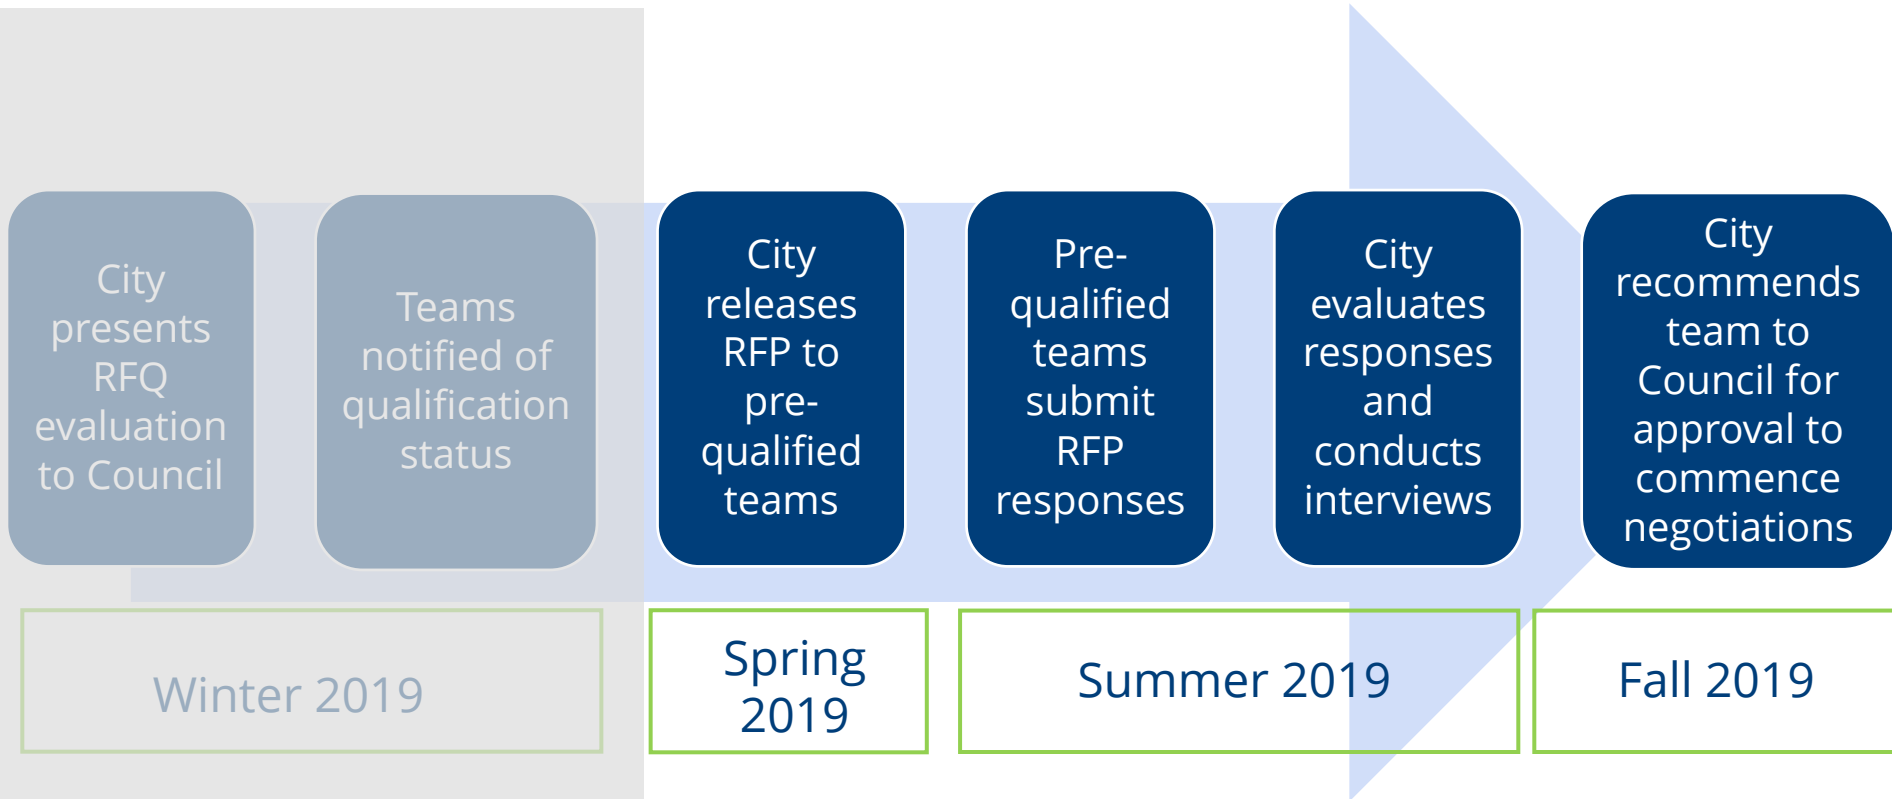 City
presents
RFQ
evaluation
to Council
Teams
notified of
qualification
status
City
releases
RFP to
pre-
qualified
teams
Pre-
qualified
teams
submit
RFP
responses
City
evaluates
responses
and
conducts
interviews
City
recommends
team to
Council for
approval to
commence
negotiations
Winter 2019
Spring
2019
Summer 2019
Fall 2019